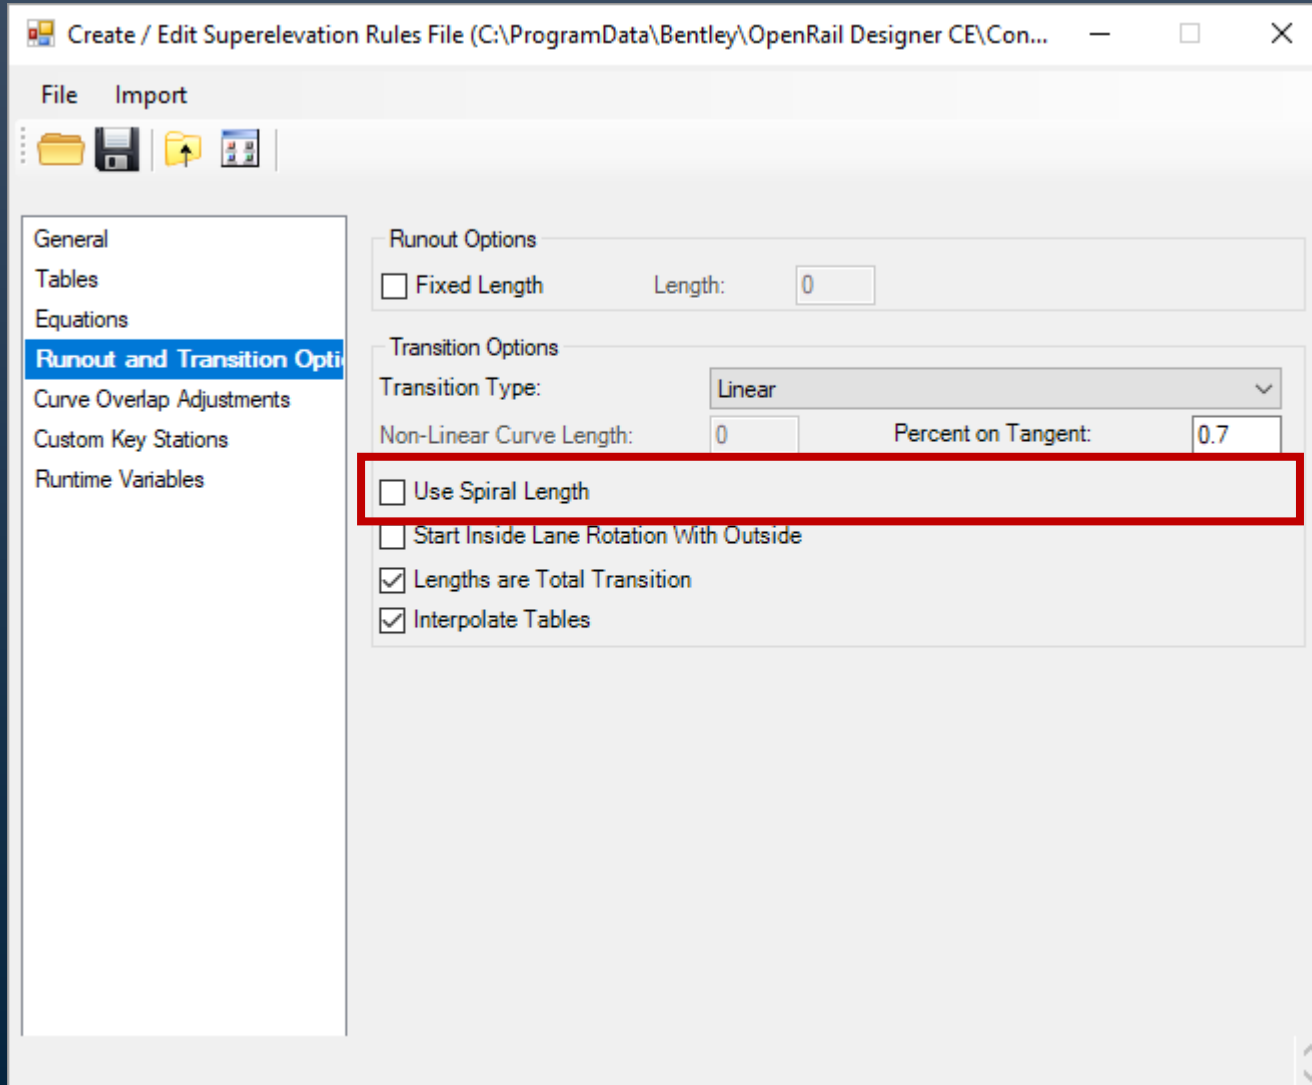 Create / Edit Superelevation Rules File (C:\ProgramData\Bentley\OpenRail Designer CE\Con...
File Import
General
Tables
Equations
Runout and Transition Opti
Curve Overlap Adjustments
Custom Key Stations
Runtime Variables
Runout Options
Fixed Length Length: 0
Transition Options
Transition Type: Linear
Non-Linear Curve Length: 0 Percent on Tangent: 0.7
Use Spiral Length
Start Inside Lane Rotation With Outside
Lengths are Total Transition
Interpolate Tables